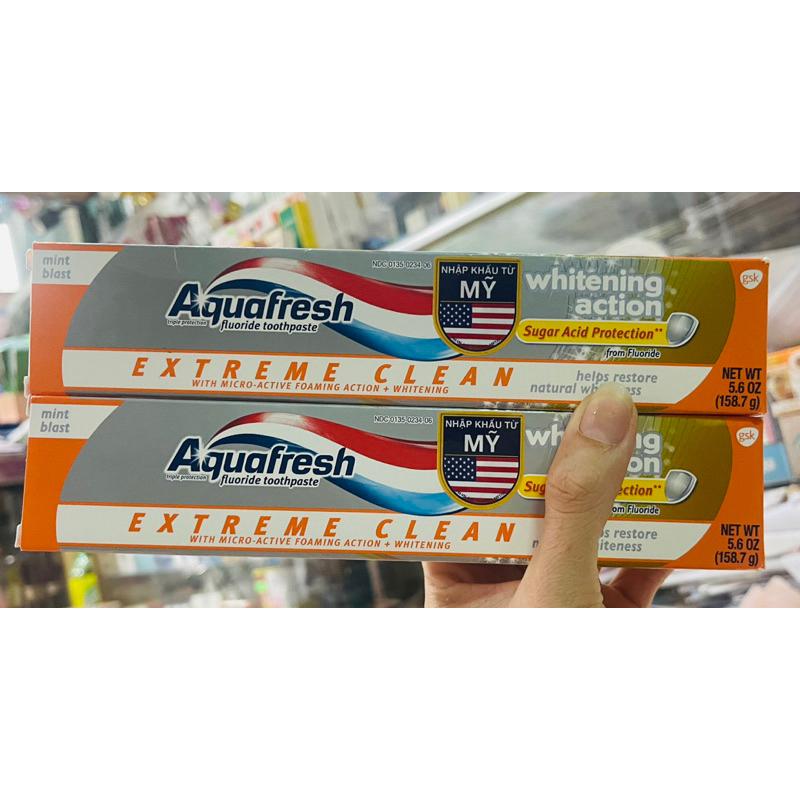 mint
blast
NDC 0135-0234-06
Aquafresh
triple protection
fluoride toothpaste
NHẬP KHẨU TỪ
MỸ
whitening
action
Sugar Acid Protection**
from Fluoride
gsk
EXTREME CLEAN
WITH MICRO-ACTIVE FOAMING ACTION + WHITENING
helps restore
natural
NET WT
5.6 OZ
(158.7 g)
mint
blast
NDC 0135-0234-06
Aquafresh
triple protection
fluoride toothpaste
NHẬP KHẨU TỪ
MỸ
gsk
EXTREME CLEAN
WITH MICRO-ACTIVE FOAMING ACTION + WHITENING
restore
NET WT
5.6 OZ
(158.7 g)